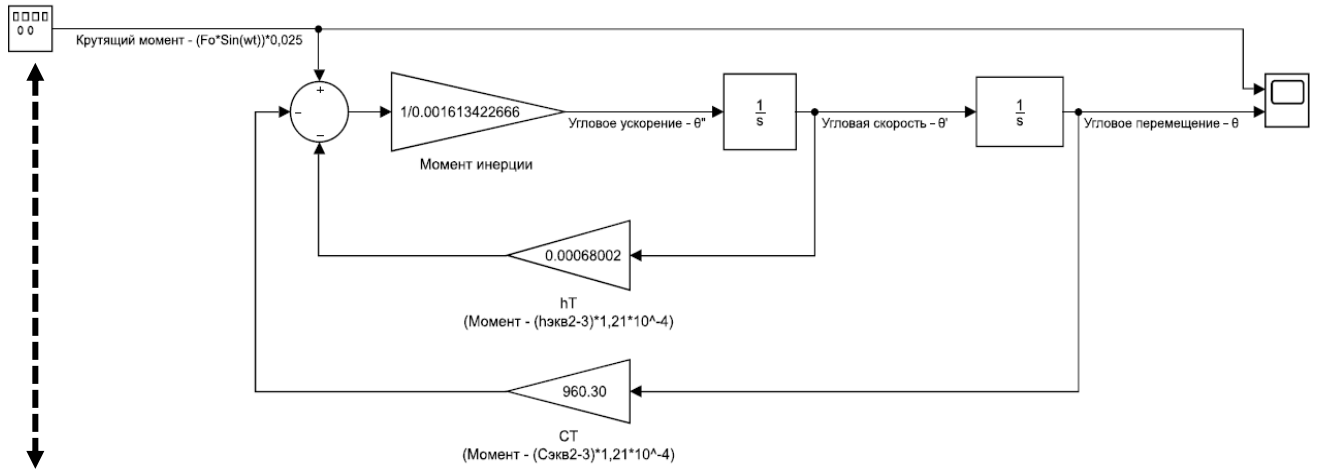 Крутящий момент - (Fo*Sin(wt))*0,025
+
-
-
1/0.001613422666
Момент инерции
Угловое ускорение - θ"
1
s
Угловая скорость - θ'
1
s
Угловое перемещение - θ
0.00068002
hT
(Момент - (hэкв2-3)*1,21*10^-4)
960.30
CT
(Момент - (Cэкв2-3)*1,21*10^-4)